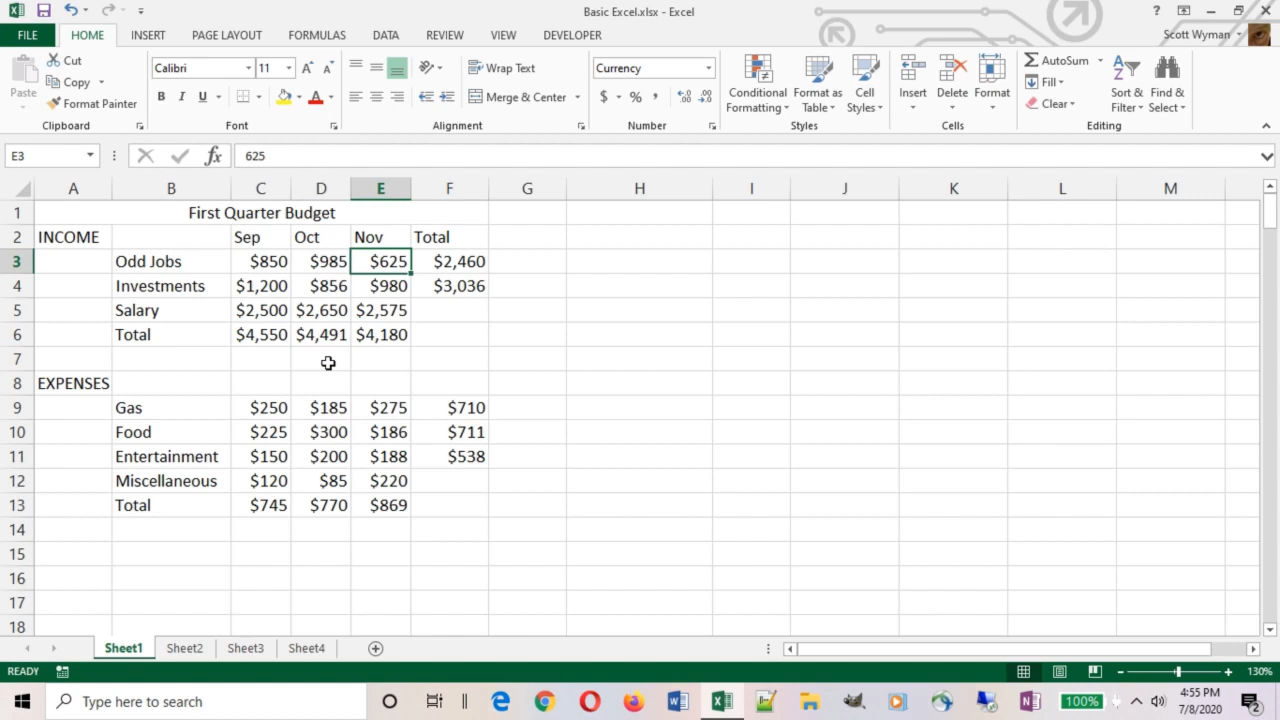 Basic Excel.xlsx - Excel
?
FILE HOME INSERT PAGE LAYOUT FORMULAS DATA REVIEW VIEW DEVELOPER Scott Wyman
Paste
Cut
Copy
Format Painter
Clipboard
Calibri 11
B I U
Font
Wrap Text
Merge & Center
Alignment
Currency
$ % ,
Number
Conditional Formatting
Format as Table
Cell Styles
Styles
Insert Delete Format
Cells
AutoSum
Fill
Clear
Sort & Filter
Find & Select
Editing
E3 fx 625
A B C D E F G H I J K L M
1 First Quarter Budget
2 INCOME Sep Oct Nov Total
3 Odd Jobs $850 $985 $625 $2,460
4 Investments $1,200 $856 $980 $3,036
5 Salary $2,500 $2,650 $2,575
6 Total $4,550 $4,491 $4,180
7
8 EXPENSES
9 Gas $250 $185 $275 $710
10 Food $225 $300 $186 $711
11 Entertainment $150 $200 $188 $538
12 Miscellaneous $120 $85 $220
13 Total $745 $770 $869
14
15
16
17
18
Sheet1 Sheet2 Sheet3 Sheet4
READY 130%
Type here to search
100%
4:55 PM
7/8/2020
2